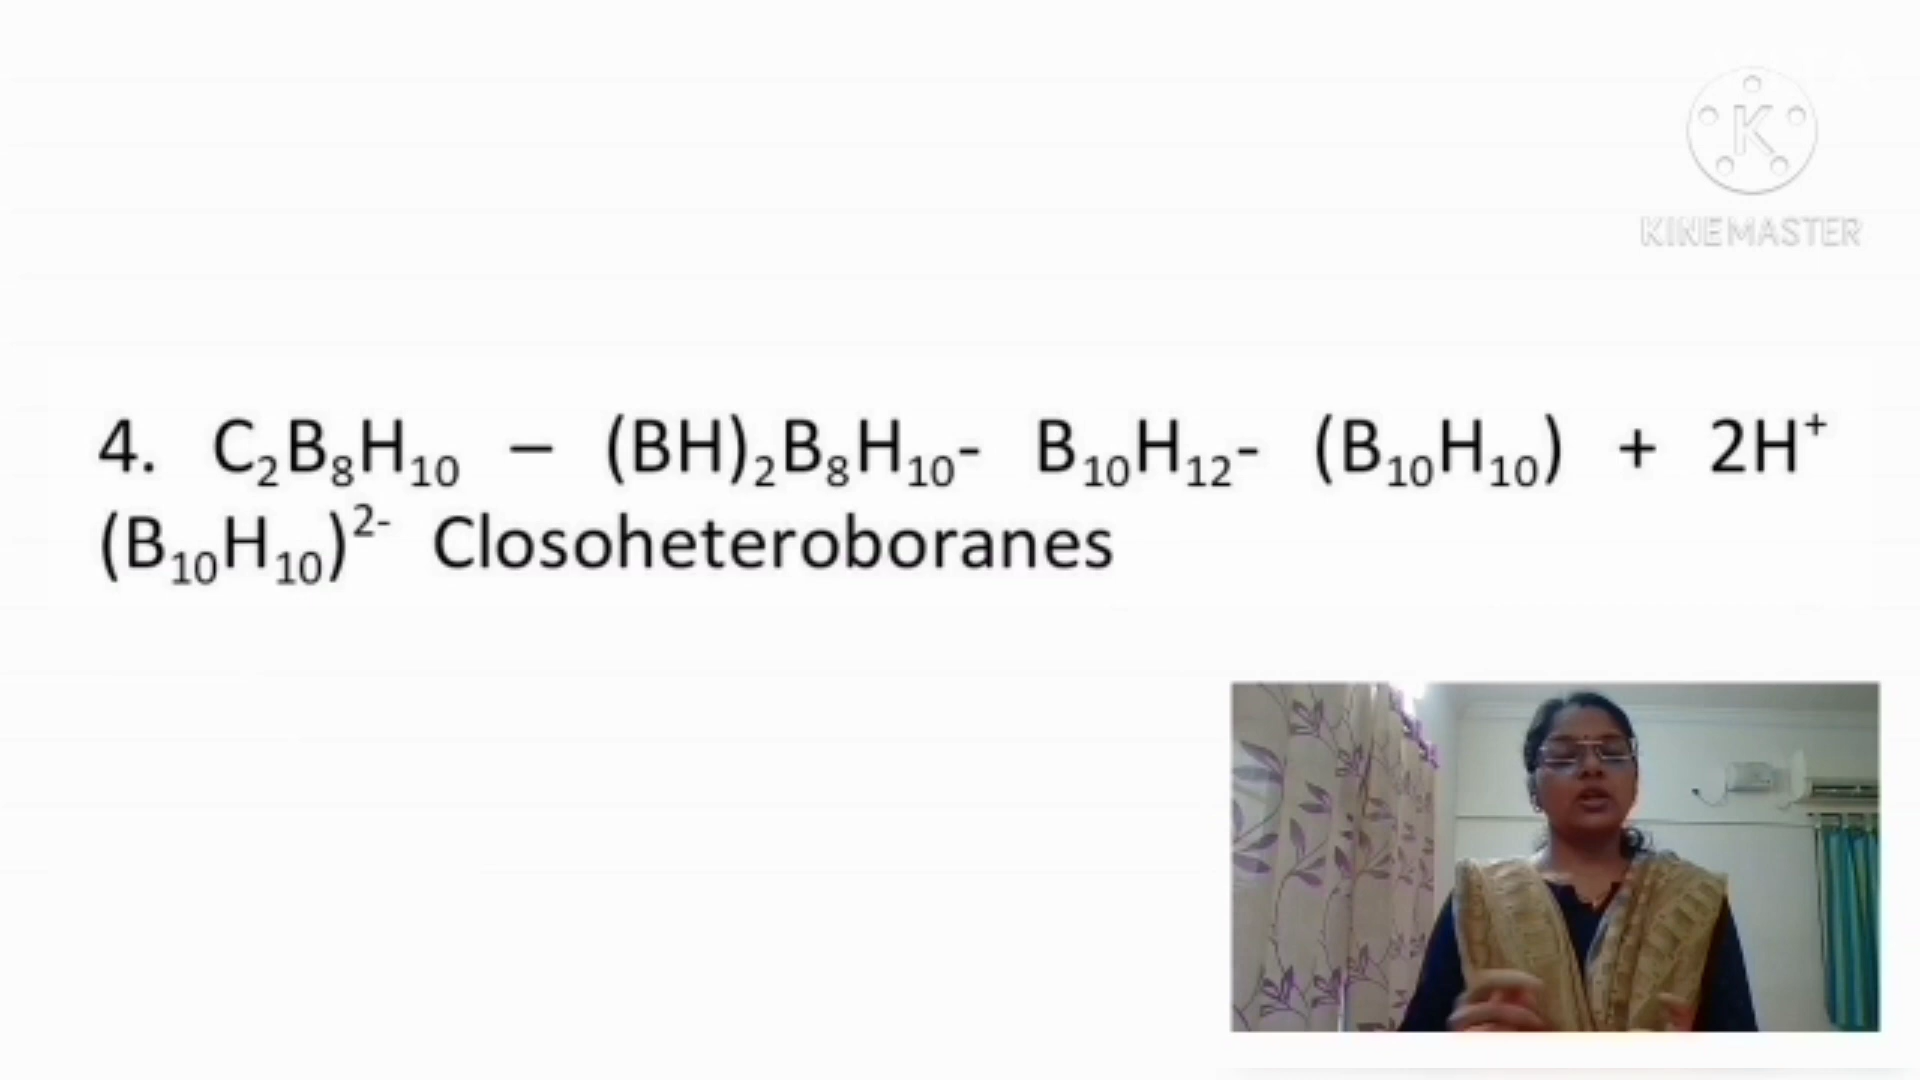 K
KINEMASTER
4. C₂B₈H₁₀ – (BH)₂B₈H₁₀- B₁₀H₁₂- (B₁₀H₁₀) + 2H⁺
(B₁₀H₁₀)²⁻ Closoheteroboranes